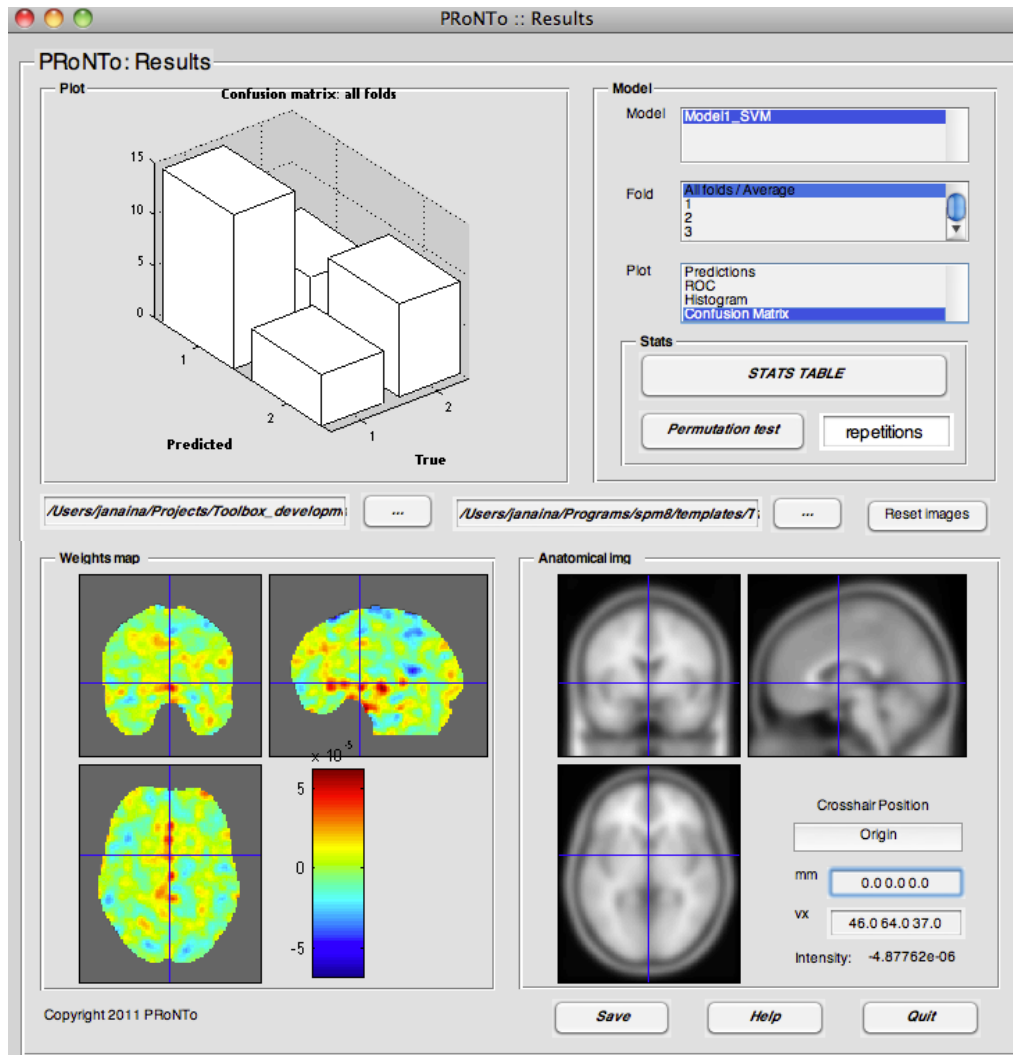 PRoNTo :: Results
PRoNTo: Results
Plot
Confusion matrix: all folds
15
10
5
0
1
2
Predicted
1
2
True
Model
Model
Model1_SVM
Fold
All folds / Average
1
2
3
Plot
Predictions
ROC
Histogram
Confusion Matrix
Stats
STATS TABLE
Permutation test
repetitions
/Users/janaina/Projects/Toolbox_developm
...
/Users/janaina/Programs/spm8/templates/T
...
Reset images
Weights map
x 10-5
5
0
-5
Anatomical img
Crosshair Position
Origin
mm
0.0 0.0 0.0
vx
46.0 64.0 37.0
Intensity: -4.87762e-06
Copyright 2011 PRoNTo
Save
Help
Quit